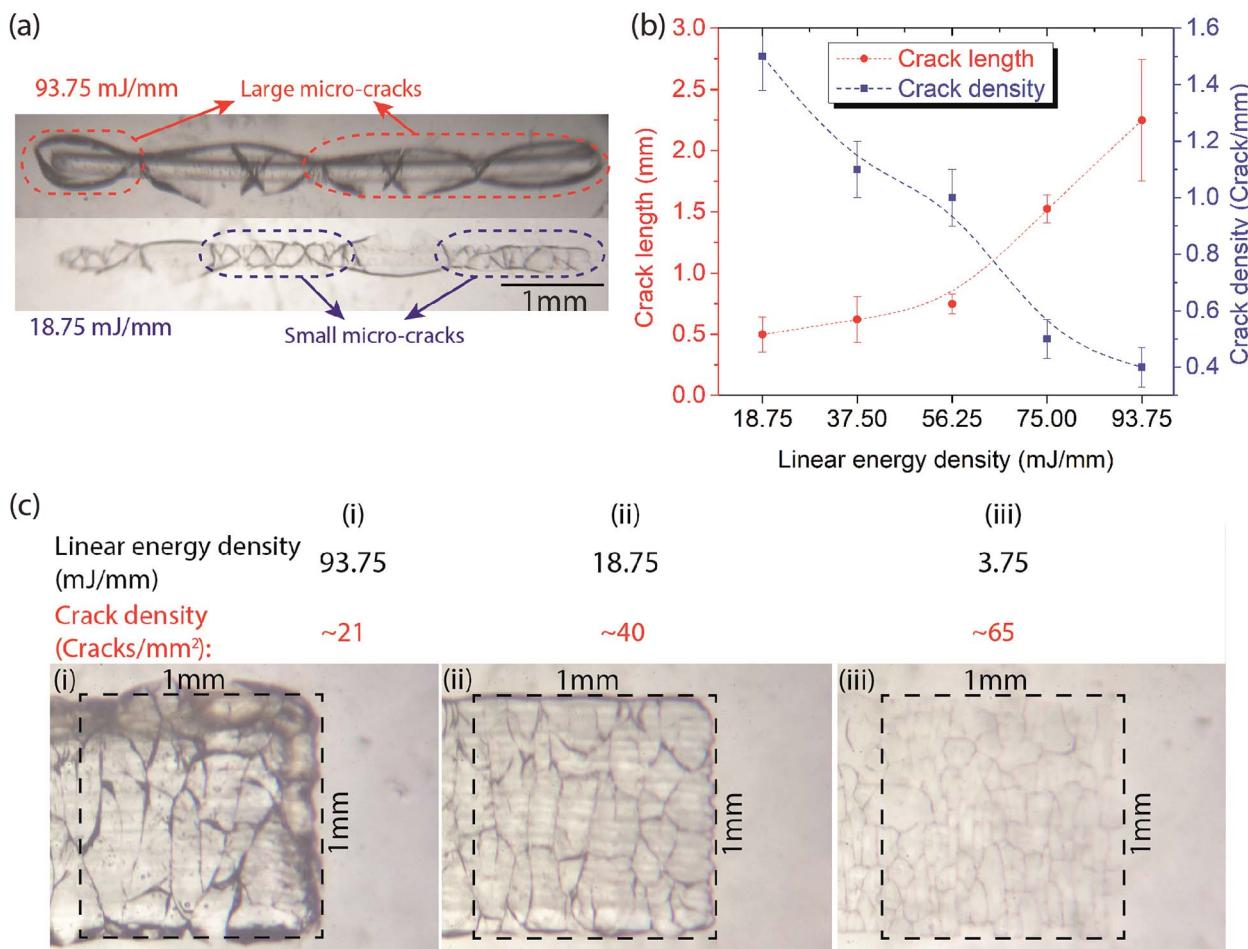 (a)
93.75 mJ/mm
Large micro-cracks
1mm
18.75 mJ/mm
Small micro-cracks
(b)
3.0
2.5
2.0
1.5
1.0
0.5
0.0
Crack length (mm)
Crack length
Crack density
1.6
1.4
1.2
1.0
0.8
0.6
0.4
Crack density (Crack/mm)
18.75 37.50 56.25 75.00 93.75
Linear energy density (mJ/mm)
(c)
(i) (ii) (iii)
Linear energy density
(mJ/mm)
93.75 18.75 3.75
Crack density
(Cracks/mm²):
~21 ~40 ~65
(i) 1mm
1mm
(ii) 1mm
1mm
(iii) 1mm
1mm